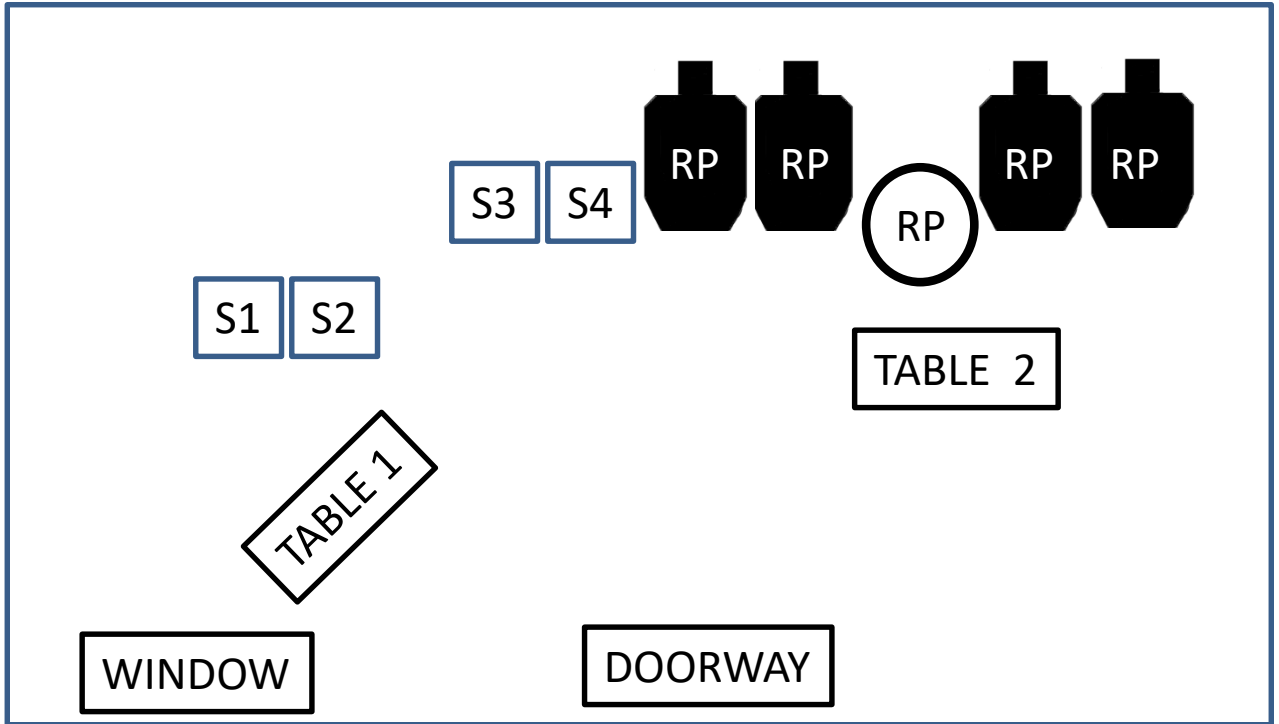 RP
RP
RP
RP
S3
S4
RP
S1
S2
TABLE 2
TABLE 1
WINDOW
DOORWAY